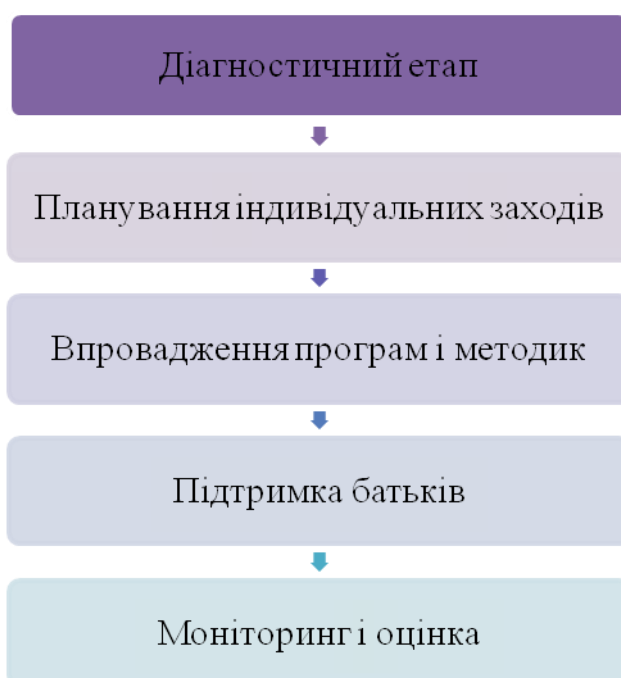 Діагностичний етап
Планування індивідуальних заходів
Впровадження програм і методик
Підтримка батьків
Моніторинг і оцінка